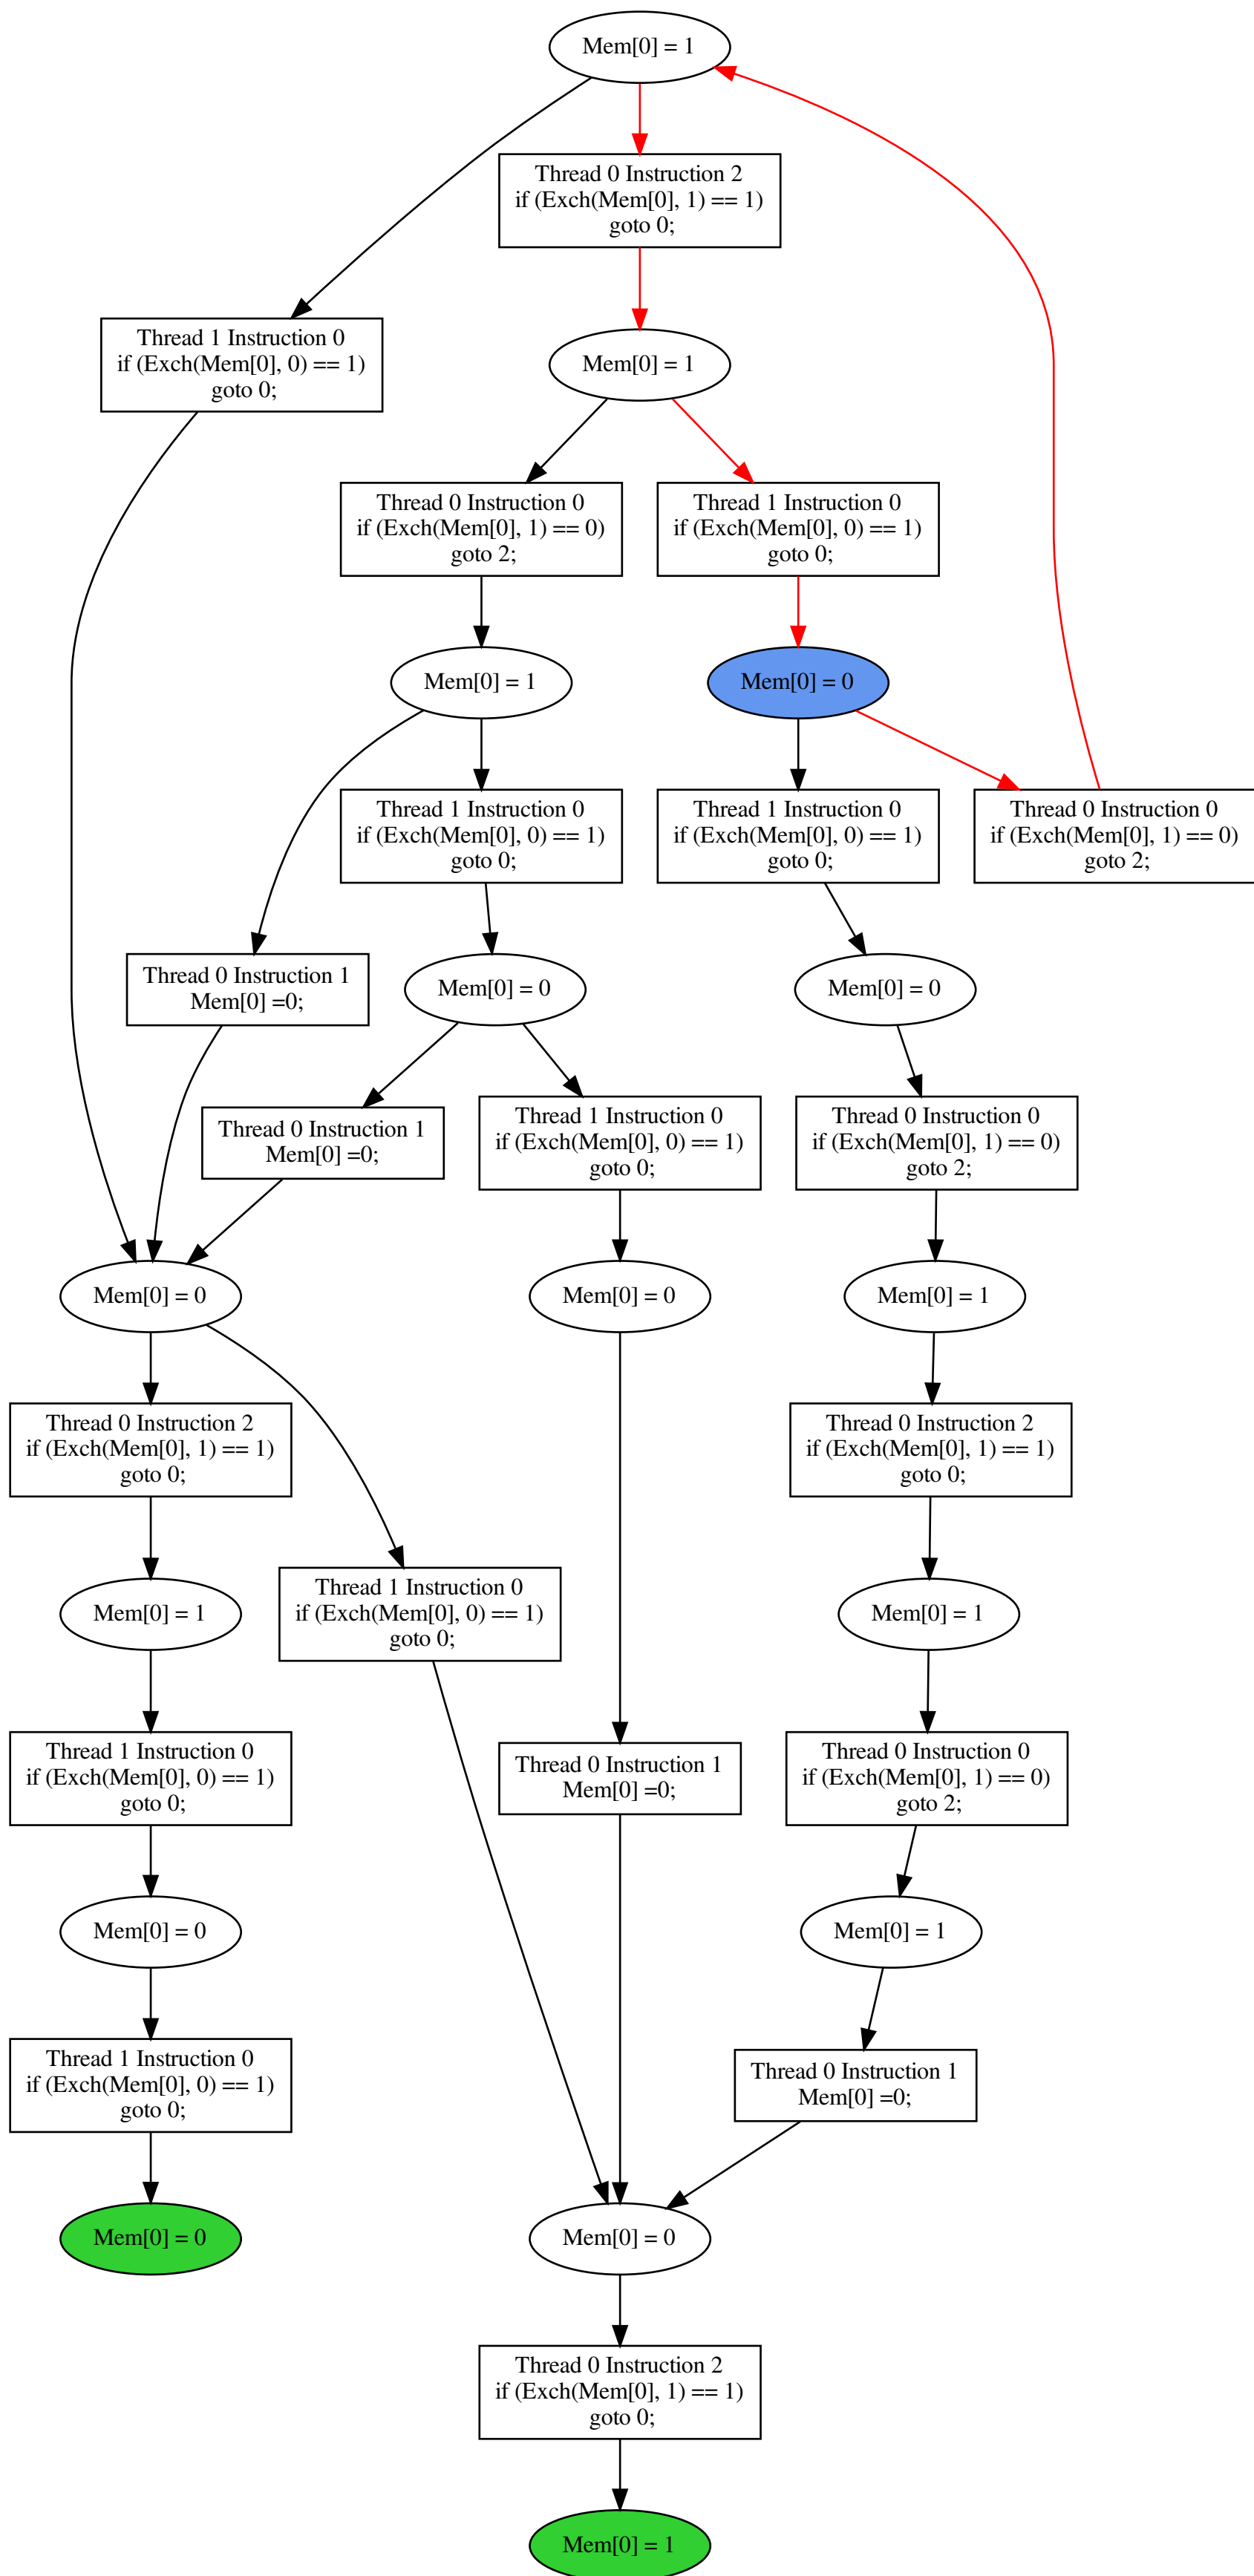 Mem[0] = 1
Thread 0 Instruction 2
if (Exch(Mem[0], 1) == 1)
goto 0;
Thread 1 Instruction 0
if (Exch(Mem[0], 0) == 1)
goto 0;
Mem[0] = 1
Thread 0 Instruction 0
if (Exch(Mem[0], 1) == 0)
goto 2;
Thread 1 Instruction 0
if (Exch(Mem[0], 0) == 1)
goto 0;
Mem[0] = 1
Mem[0] = 0
Thread 1 Instruction 0
if (Exch(Mem[0], 0) == 1)
goto 0;
Thread 1 Instruction 0
if (Exch(Mem[0], 0) == 1)
goto 0;
Thread 0 Instruction 0
if (Exch(Mem[0], 1) == 0)
goto 2;
Thread 0 Instruction 1
Mem[0] =0;
Mem[0] = 0
Mem[0] = 0
Thread 0 Instruction 1
Mem[0] =0;
Thread 1 Instruction 0
if (Exch(Mem[0], 0) == 1)
goto 0;
Thread 0 Instruction 0
if (Exch(Mem[0], 1) == 0)
goto 2;
Mem[0] = 0
Mem[0] = 0
Mem[0] = 1
Thread 0 Instruction 2
if (Exch(Mem[0], 1) == 1)
goto 0;
Thread 0 Instruction 2
if (Exch(Mem[0], 1) == 1)
goto 0;
Mem[0] = 1
Thread 1 Instruction 0
if (Exch(Mem[0], 0) == 1)
goto 0;
Mem[0] = 1
Thread 1 Instruction 0
if (Exch(Mem[0], 0) == 1)
goto 0;
Thread 0 Instruction 1
Mem[0] =0;
Thread 0 Instruction 0
if (Exch(Mem[0], 1) == 0)
goto 2;
Mem[0] = 0
Mem[0] = 1
Thread 1 Instruction 0
if (Exch(Mem[0], 0) == 1)
goto 0;
Thread 0 Instruction 1
Mem[0] =0;
Mem[0] = 0
Mem[0] = 0
Thread 0 Instruction 2
if (Exch(Mem[0], 1) == 1)
goto 0;
Mem[0] = 1